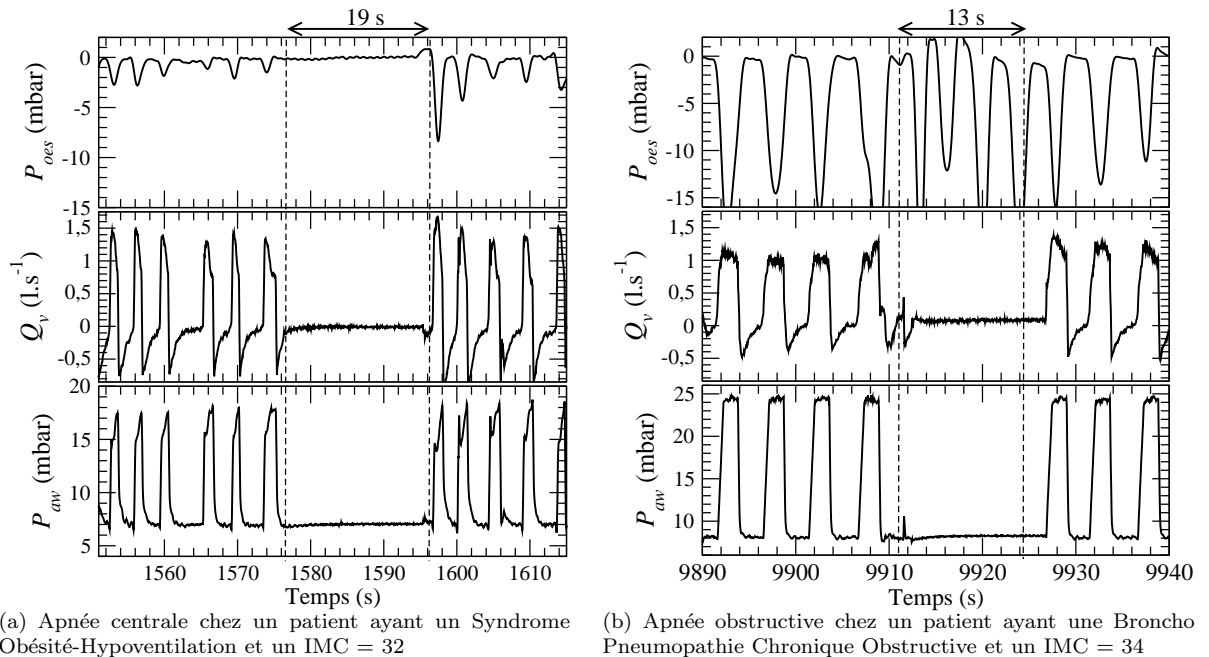 19 s
13 s
0
-5
-10
-15
P_oes (mbar)
0
-5
-10
-15
P_oes (mbar)
1,5
1
0,5
0
-0,5
Q_v (l.s^-1)
1,5
1
0,5
0
-0,5
Q_v (l.s^-1)
20
15
10
5
P_aw (mbar)
25
20
15
10
P_aw (mbar)
1560 1570 1580 1590 1600 1610
9890 9900 9910 9920 9930 9940
Temps (s)
Temps (s)
(a) Apnée centrale chez un patient ayant un Syndrome
Obésité-Hypoventilation et un IMC = 32
(b) Apnée obstructive chez un patient ayant une Broncho
Pneumopathie Chronique Obstructive et un IMC = 34